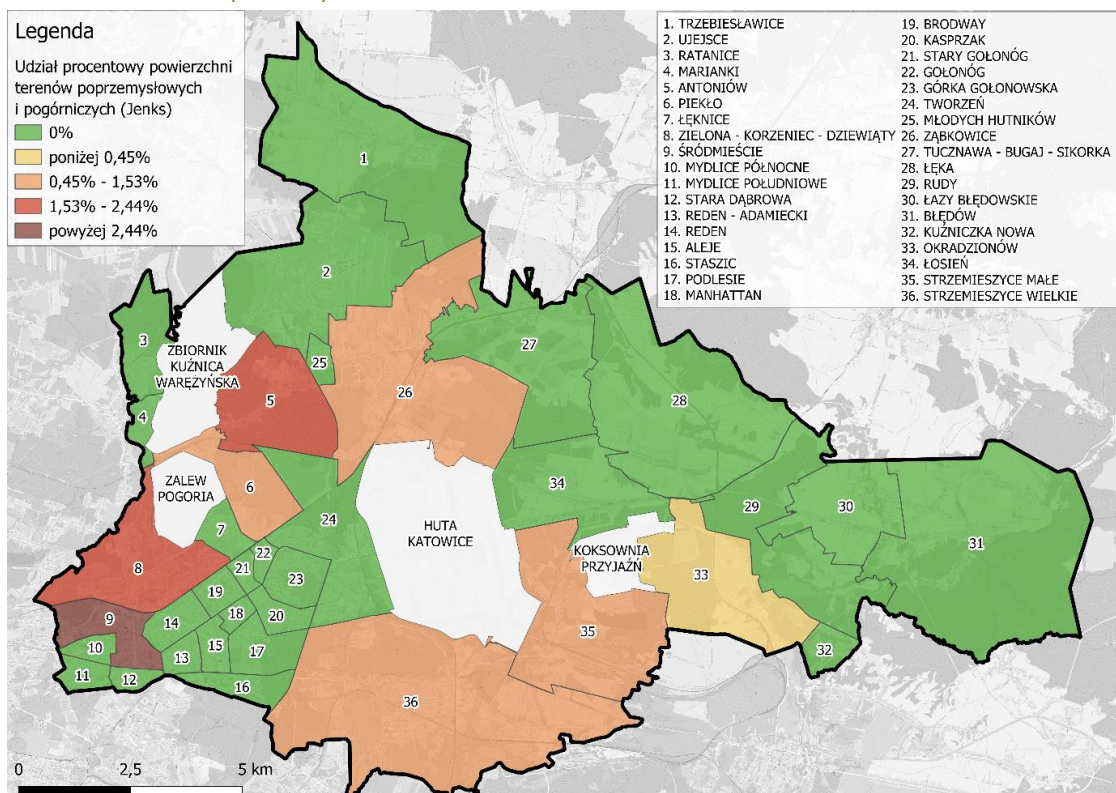 Legenda
Udział procentowy powierzchni
terenów poprzemysłowych
i pogórniczych (Jenks)
0%
poniżej 0,45%
0,45% - 1,53%
1,53% - 2,44%
powyżej 2,44%
1. TRZEBIESŁAWICE
2. UJEJSCE
3. RATANICE
4. MARIANKI
5. ANTONIÓW
6. PIEKŁO
7. ŁĘKNICE
8. ZIELONA - KORZENIEC - DZIEWIĄTY
9. ŚRÓDMIEŚCIE
10. MYDLICE PÓŁNOCNE
11. MYDLICE POŁUDNIOWE
12. STARA DĄBROWA
13. REDEN - ADAMIECKI
14. REDEN
15. ALEJE
16. STASZIC
17. PODLESIE
18. MANHATTAN
19. BRODWAY
20. KASPRZAK
21. STARY GOŁONÓG
22. GOŁONÓG
23. GÓRKA GOŁONOWSKA
24. TWORZEŃ
25. MŁODYCH HUTNIKÓW
26. ZĄBKOWICE
27. TUCZNAWA - BUGAJ - SIKORKA
28. ŁĘKA
29. RUDY
30. ŁAZY BŁĘDOWSKIE
31. BŁĘDÓW
32. KUŹNICZKA NOWA
33. OKRADZIONÓW
34. ŁOSIEŃ
35. STRZEMIESZYCE MAŁE
36. STRZEMIESZYCE WIELKIE
1
2
3
ZBIORNIK
KUŹNICA
WARĘŻYŃSKA
25
27
4
5
26
28
ZALEW
POGORIA
6
34
29
30
7
24
HUTA
KATOWICE
KOKSOWNIA
PRZYJAŹŃ
31
8
22
21
23
33
19
9
18
20
14
35
10
15
17
13
32
11
12
16
36
0
2,5
5 km